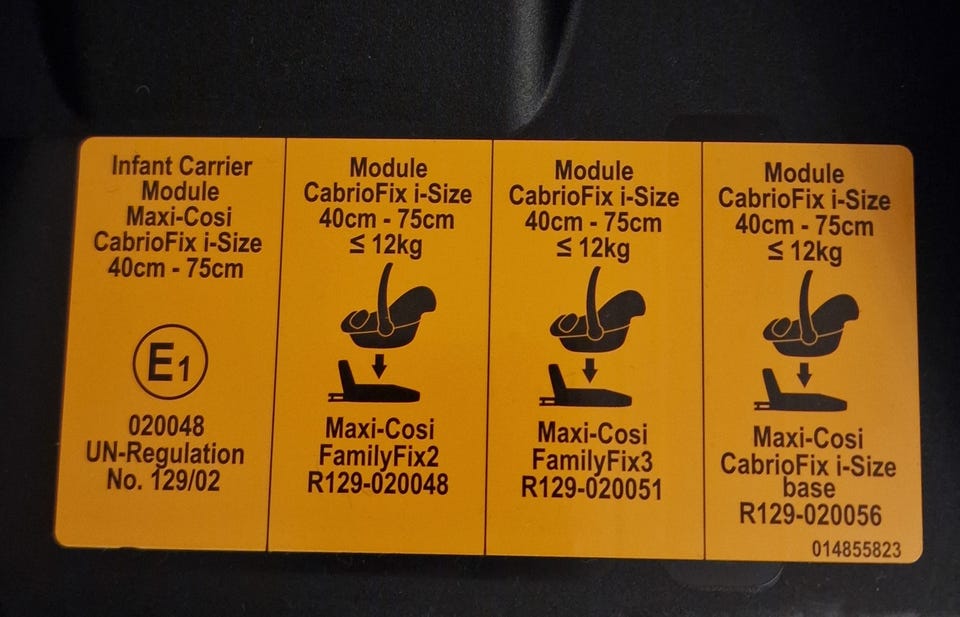 Infant Carrier
Module
Maxi-Cosi
CabrioFix i-Size
40cm - 75cm
E1
020048
UN-Regulation
No. 129/02
Module
CabrioFix i-Size
40cm - 75cm
≤ 12kg
Maxi-Cosi
FamilyFix2
R129-020048
Module
CabrioFix i-Size
40cm - 75cm
≤ 12kg
Maxi-Cosi
FamilyFix3
R129-020051
Module
CabrioFix i-Size
40cm - 75cm
≤ 12kg
Maxi-Cosi
CabrioFix i-Size
base
R129-020056
014855823